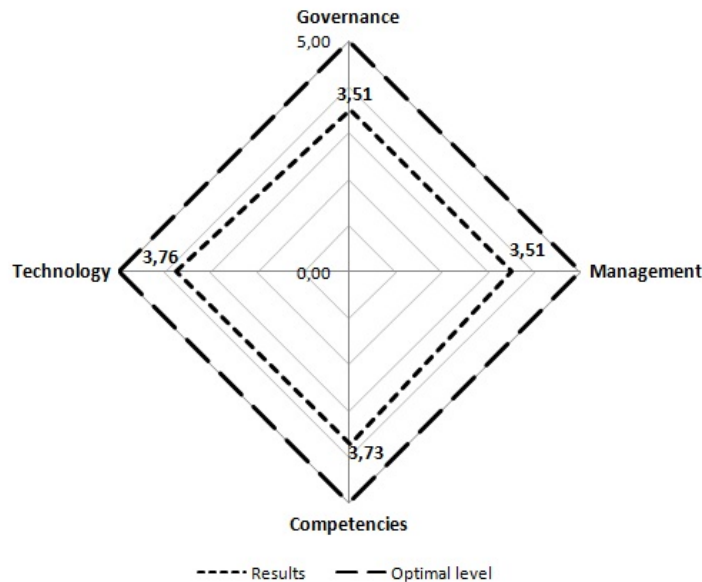 Governance
5,00
3,51
3,76
3,51
Technology
0,00
Management
3,73
Competencies
Results
Optimal level